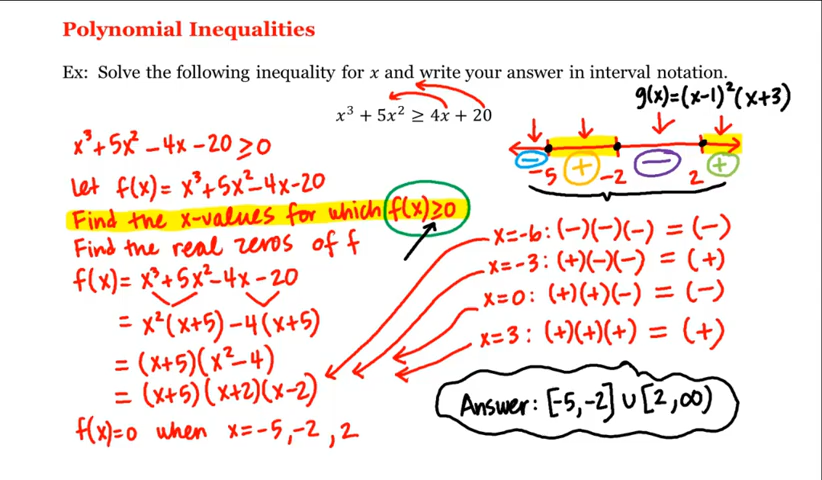 Polynomial Inequalities
Ex: Solve the following inequality for x and write your answer in interval notation.
x³ + 5x² ≥ 4x + 20
g(x)=(x-1)²(x+3)
x³+5x²-4x-20≥0
Let f(x)=x³+5x²-4x-20
Find the x-values for which f(x)≥0
Find the real zeros of f
f(x)=x³+5x²-4x-20
=x²(x+5)-4(x+5)
=(x+5)(x²-4)
=(x+5)(x+2)(x-2)
f(x)=0 when x=-5,-2,2
− + − +
-5 -2 2
x=-6:(-)(-)(-)=(-)
x=-3:(+)(-)(-)=(+)
x=0:(+)(+)(-)=(-)
x=3:(+)(+)(+)=(+)
Answer:[-5,-2]∪[2,∞)